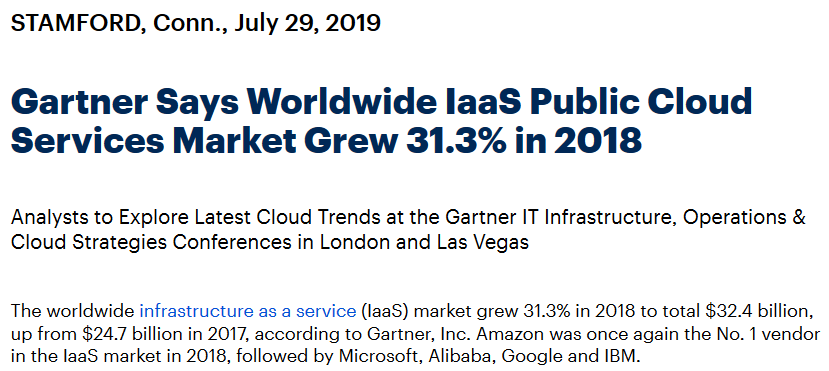 STAMFORD, Conn., July 29, 2019
Gartner Says Worldwide IaaS Public Cloud
Services Market Grew 31.3% in 2018
Analysts to Explore Latest Cloud Trends at the Gartner IT Infrastructure, Operations &
Cloud Strategies Conferences in London and Las Vegas
The worldwide infrastructure as a service (IaaS) market grew 31.3% in 2018 to total $32.4 billion,
up from $24.7 billion in 2017, according to Gartner, Inc. Amazon was once again the No. 1 vendor
in the IaaS market in 2018, followed by Microsoft, Alibaba, Google and IBM.